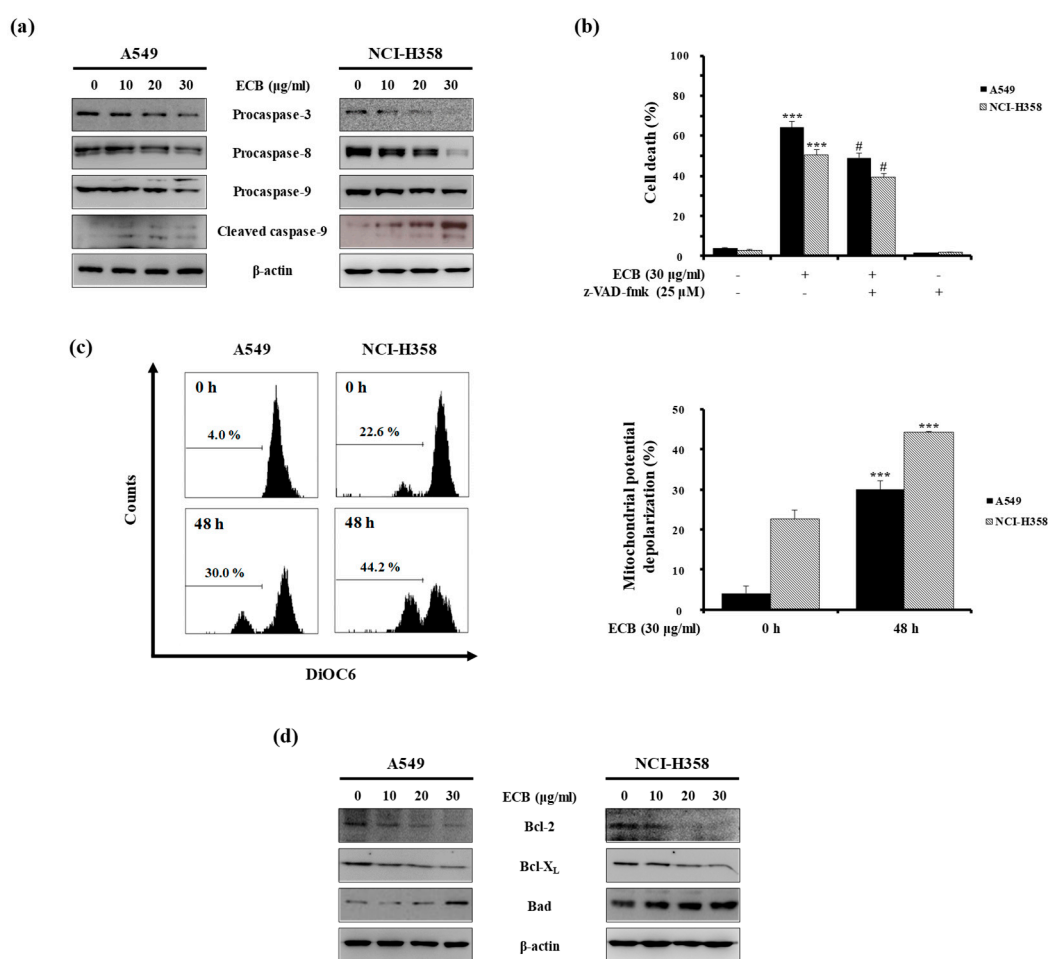 (a)
A549
NCI-H358
0 10 20 30 ECB (μg/ml) 0 10 20 30
Procaspase-3
Procaspase-8
Procaspase-9
Cleaved caspase-9
β-actin
(b)
Cell death (%)
100
80
60
40
20
0
***
***
#
#
A549
NCI-H358
ECB (30 μg/ml) - + + -
z-VAD-fmk (25 μM) - - + +
(c)
A549
NCI-H358
Counts
0 h
4.0 %
0 h
22.6 %
48 h
30.0 %
48 h
44.2 %
DiOC6
Mitochondrial potential
depolarization (%)
50
40
30
20
10
0
***
***
A549
NCI-H358
ECB (30 μg/ml) 0 h 48 h
(d)
A549
NCI-H358
0 10 20 30 ECB (μg/ml) 0 10 20 30
Bcl-2
Bcl-XL
Bad
β-actin